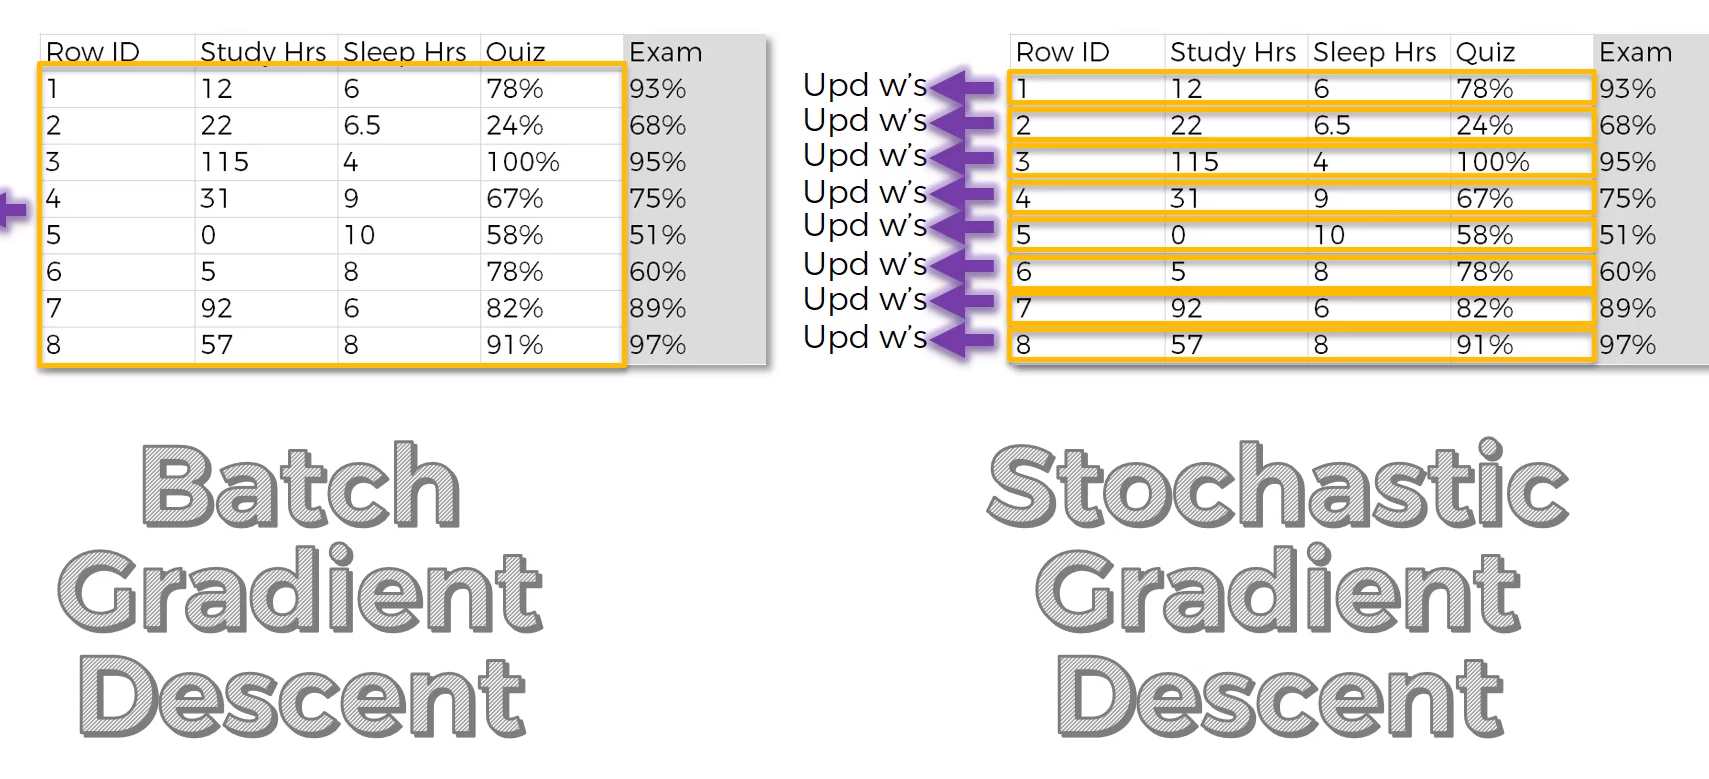 Row ID Study Hrs Sleep Hrs Quiz Exam
1 12 6 78% 93%
2 22 6.5 24% 68%
3 115 4 100% 95%
4 31 9 67% 75%
5 0 10 58% 51%
6 5 8 78% 60%
7 92 6 82% 89%
8 57 8 91% 97%
Batch
Gradient
Descent
Row ID Study Hrs Sleep Hrs Quiz Exam
Upd w's 1 12 6 78% 93%
Upd w's 2 22 6.5 24% 68%
Upd w's 3 115 4 100% 95%
Upd w's 4 31 9 67% 75%
Upd w's 5 0 10 58% 51%
Upd w's 6 5 8 78% 60%
Upd w's 7 92 6 82% 89%
Upd w's 8 57 8 91% 97%
Stochastic
Gradient
Descent